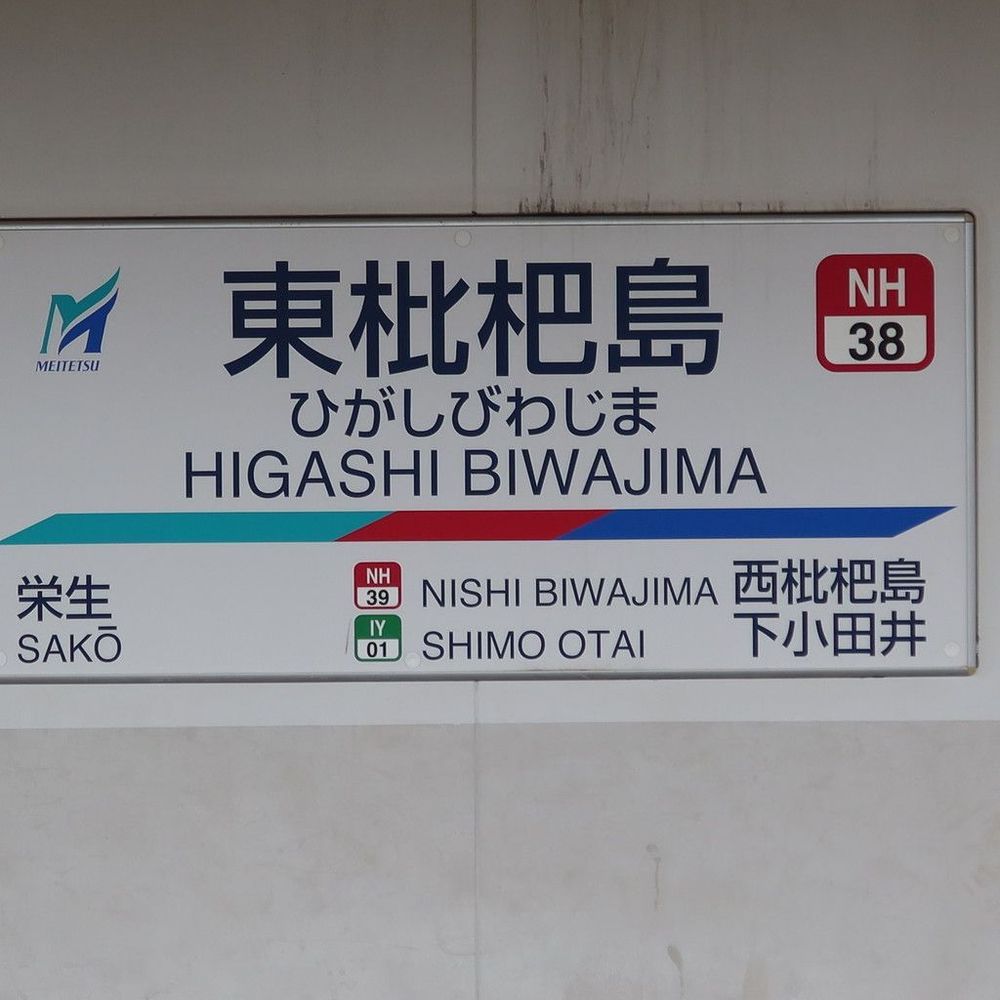 MEITETSU
東枇杷島
NH
38
ひがしびわじま
HIGASHI BIWAJIMA
栄生
SAKŌ
NH
39
NISHI BIWAJIMA 西枇杷島
IY
01
SHIMO OTAI 下小田井